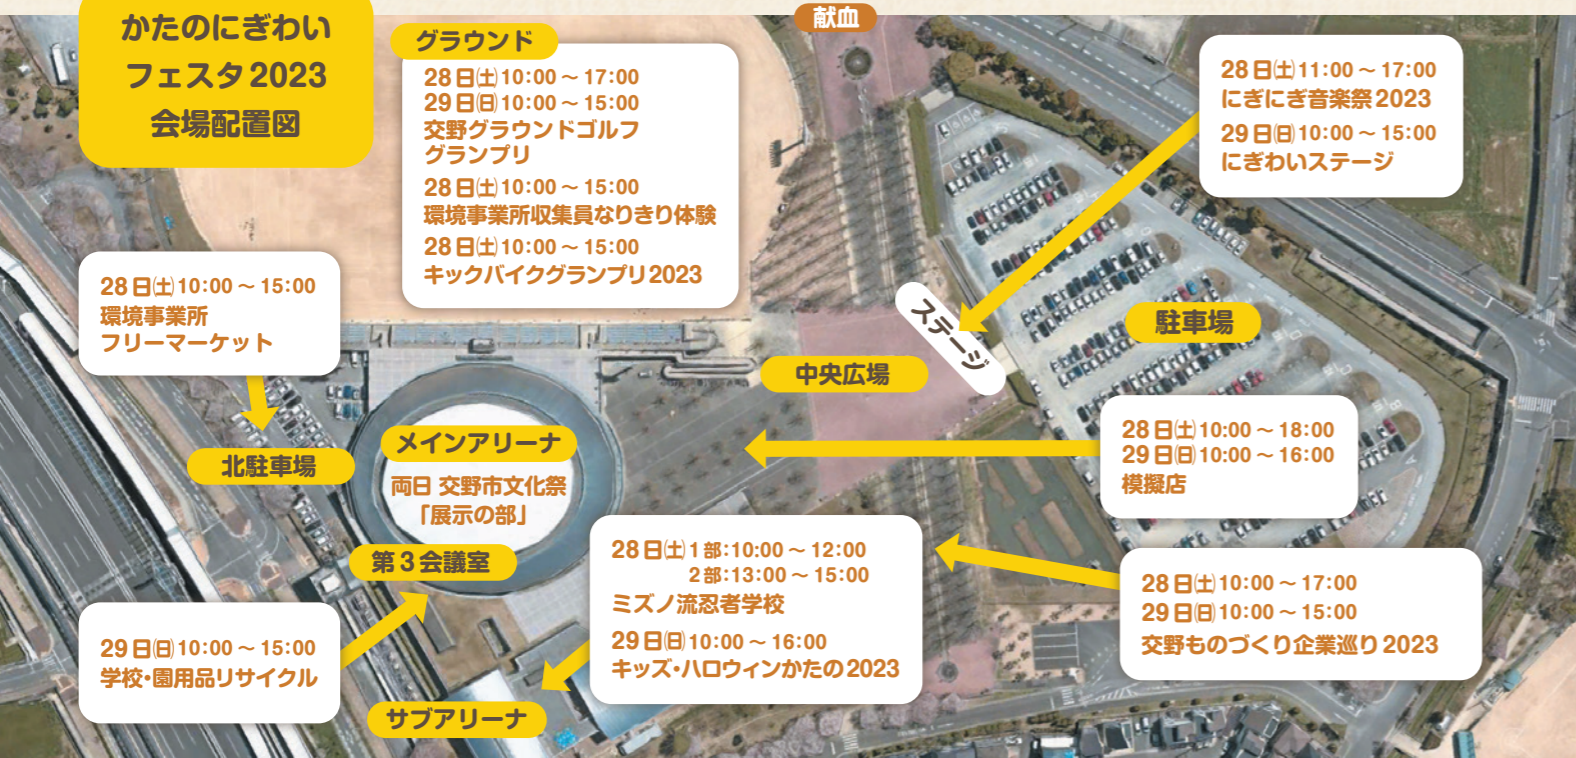 かたのにぎわい
フェスタ2023
会場配置図
献血
グラウンド
28日(土)10:00～17:00
29日(日)10:00～15:00
交野グラウンドゴルフ
グランプリ
28日(土)10:00～15:00
環境事業所収集員なりきり体験
28日(土)10:00～15:00
キックバイクグランプリ2023
28日(土)11:00～17:00
にぎにぎ音楽祭2023
29日(日)10:00～15:00
にぎわいステージ
28日(土)10:00～15:00
環境事業所
フリーマーケット
北駐車場
ステージ
駐車場
中央広場
メインアリーナ
両日 交野市文化祭
「展示の部」
28日(土)10:00～18:00
29日(日)10:00～16:00
模擬店
第3会議室
29日(日)10:00～15:00
学校・園用品リサイクル
28日(土)1部:10:00～12:00
2部:13:00～15:00
ミズノ流忍者学校
29日(日)10:00～16:00
キッズ・ハロウィンかたの2023
サブアリーナ
28日(土)10:00～17:00
29日(日)10:00～15:00
交野ものづくり企業巡り2023